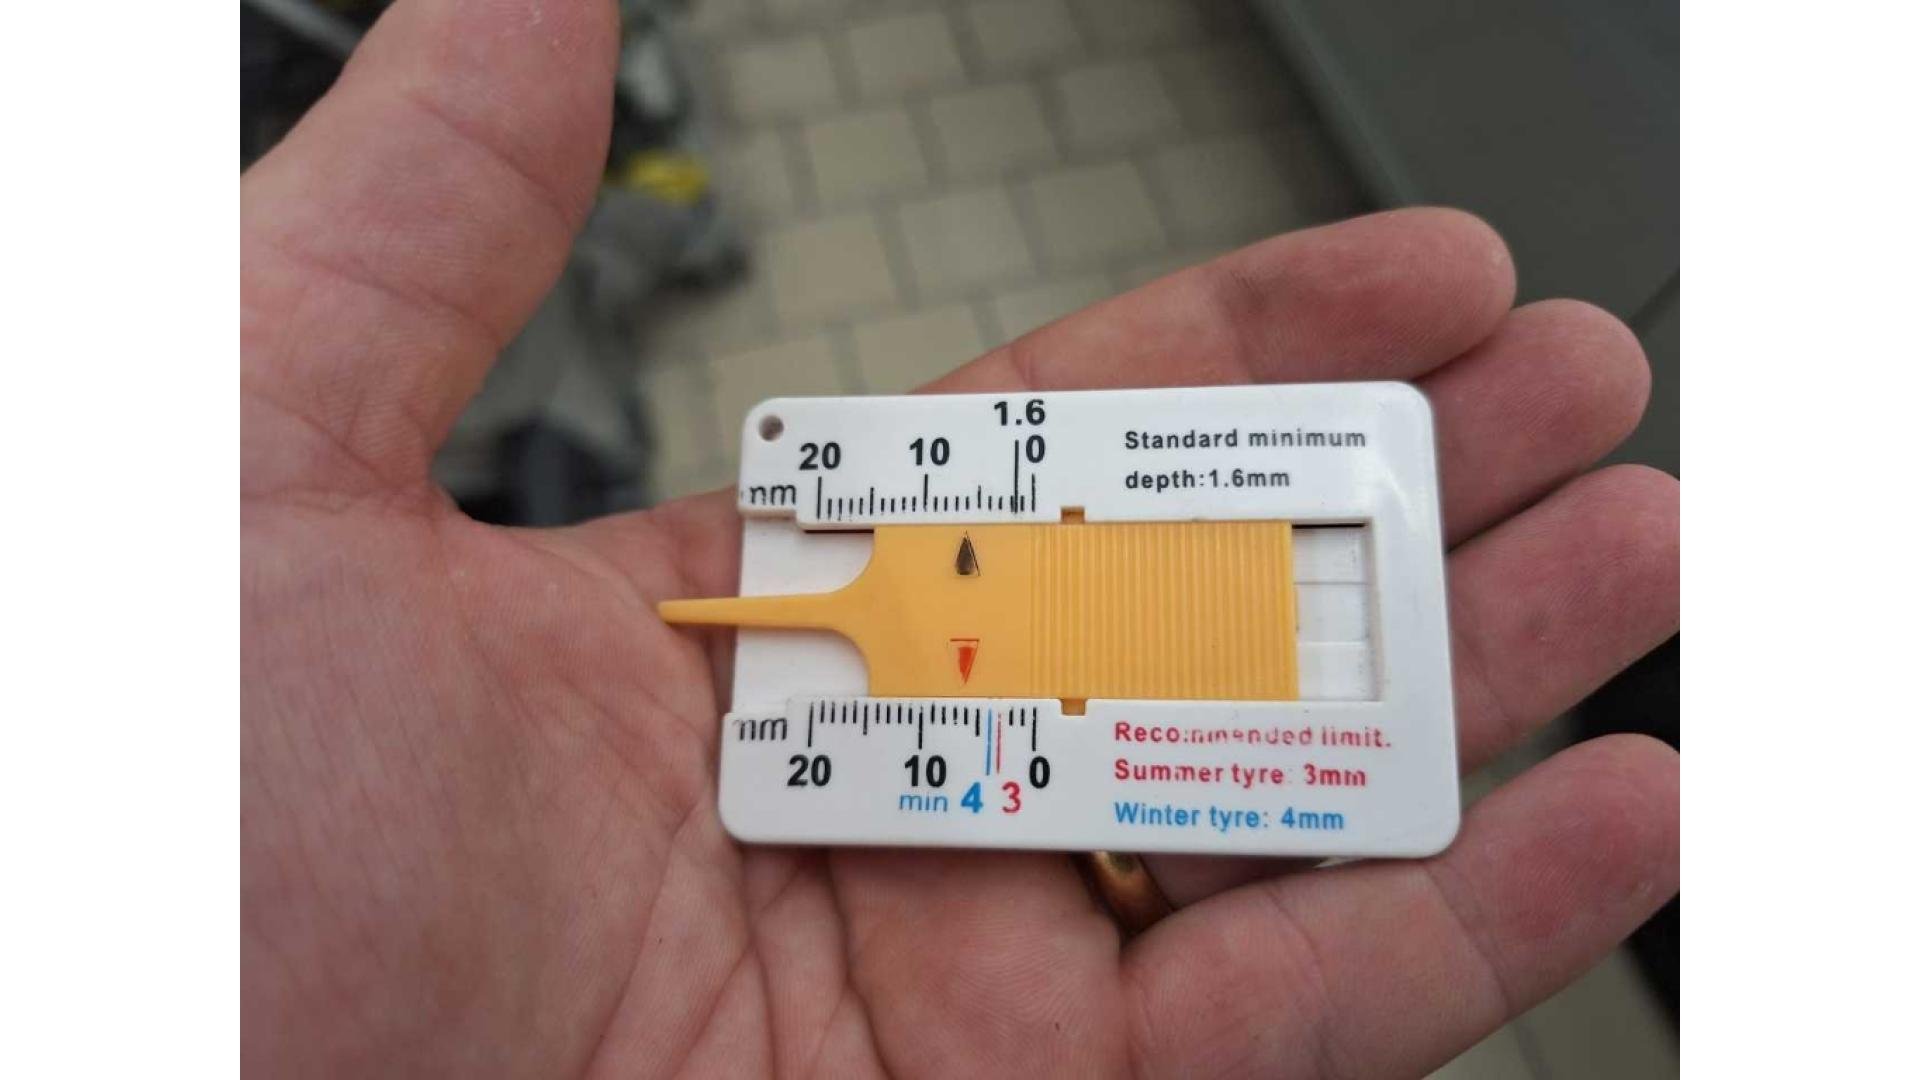 1.6
20 10 0
mm
Standard minimum
depth:1.6mm
mm
20 10 0
min 4 3
Recommended limit.
Summer tyre: 3mm
Winter tyre: 4mm